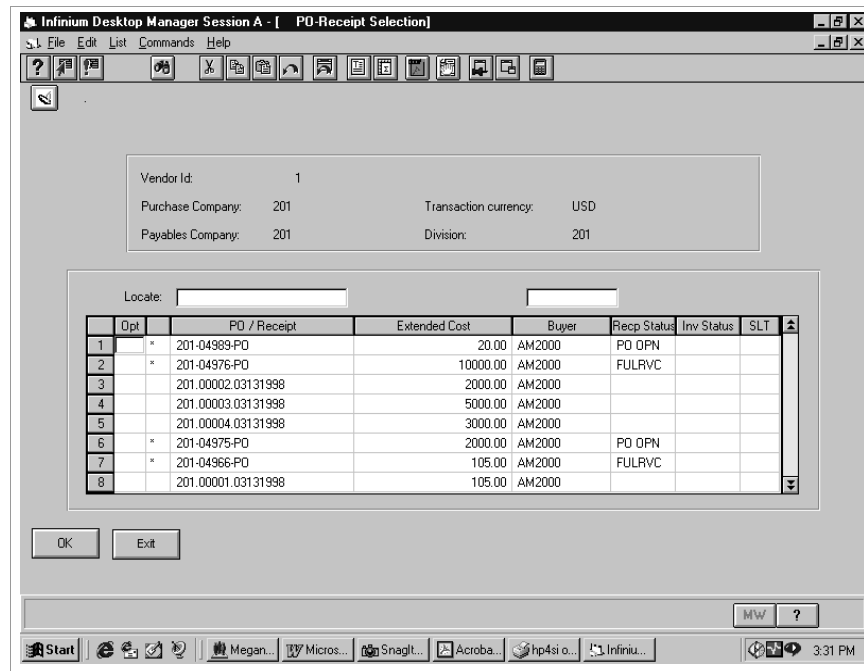 Infinium Desktop Manager Session A - [ PO-Receipt Selection]
File Edit List Commands Help
Vendor Id: 1
Purchase Company: 201 Transaction currency: USD
Payables Company: 201 Division: 201
Locate:
Opt PO / Receipt Extended Cost Buyer Recp Status Inv Status SLT
1 * 201-04989-PO 20.00 AM2000 PO OPN
2 * 201-04976-PO 10000.00 AM2000 FULRVC
3 201.00002.03131998 2000.00 AM2000
4 201.00003.03131998 5000.00 AM2000
5 201.00004.03131998 3000.00 AM2000
6 * 201-04975-PO 2000.00 AM2000 PO OPN
7 * 201-04966-PO 105.00 AM2000 FULRVC
8 201.00001.03131998 105.00 AM2000
OK Exit
MW ?
Start Megan... Micros... SnagIt... Acroba... hp4si o... Infiniu... 3:31 PM